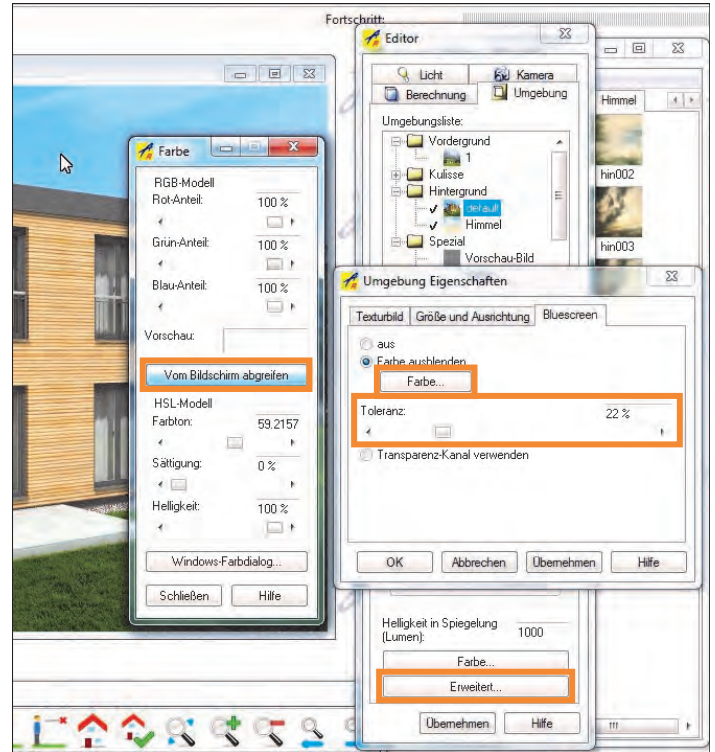 Fortschritt:
Editor
Licht
Kamera
Berechnung
Umgebung
Umgebungsliste:
Vordergrund
1
Kulisse
Hintergrund
default
Himmel
Spezial
Vorschau-Bild
Himmel
hin002
hin003
Farbe
RGB-Modell
Rot-Anteil:
100 %
Grün-Anteil:
100 %
Blau-Anteil:
100 %
Vorschau:
Vom Bildschirm abgreifen
HSL-Modell
Farbton:
59.2157
Sättigung:
0 %
Helligkeit:
100 %
Windows-Farbdialog...
Schließen
Hilfe
Umgebung Eigenschaften
Texturbild
Größe und Ausrichtung
Bluescreen
aus
Farbe ausblenden
Farbe...
Toleranz:
22 %
Transparenz-Kanal verwenden
OK
Abbrechen
Übernehmen
Hilfe
Helligkeit in Spiegelung
(Lumen):
1000
Farbe...
Erweitert...
Übernehmen
Hilfe